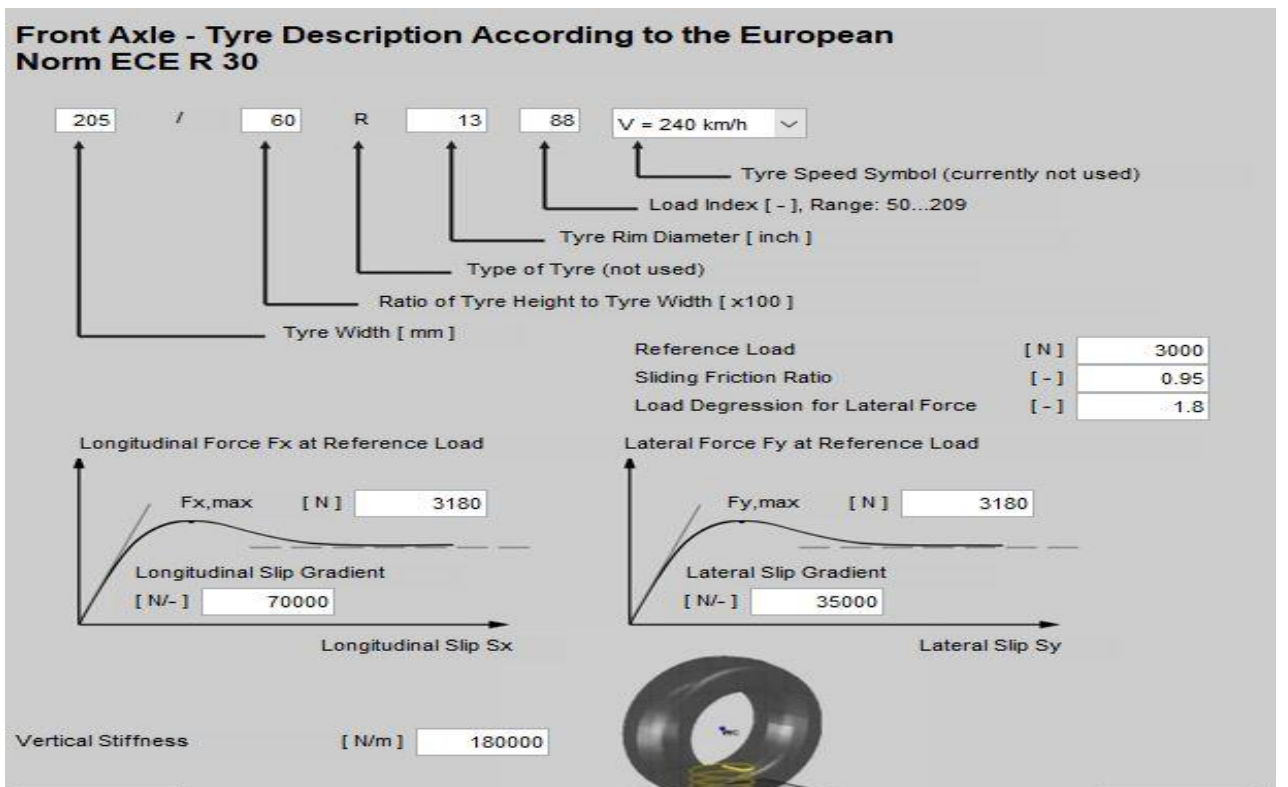 Front Axle - Tyre Description According to the European
Norm ECE R 30
205 / 60 R 13 88 V = 240 km/h
Tyre Speed Symbol (currently not used)
Load Index [ - ], Range: 50...209
Tyre Rim Diameter [ inch ]
Type of Tyre (not used)
Ratio of Tyre Height to Tyre Width [ x100 ]
Tyre Width [ mm ]
Reference Load [ N ] 3000
Sliding Friction Ratio [ - ] 0.95
Load Degression for Lateral Force [ - ] 1.8
Longitudinal Force Fx at Reference Load
Fx,max [ N ] 3180
Longitudinal Slip Gradient
[ N/- ] 70000
Longitudinal Slip Sx
Lateral Force Fy at Reference Load
Fy,max [ N ] 3180
Lateral Slip Gradient
[ N/- ] 35000
Lateral Slip Sy
Vertical Stiffness [ N/m ] 180000